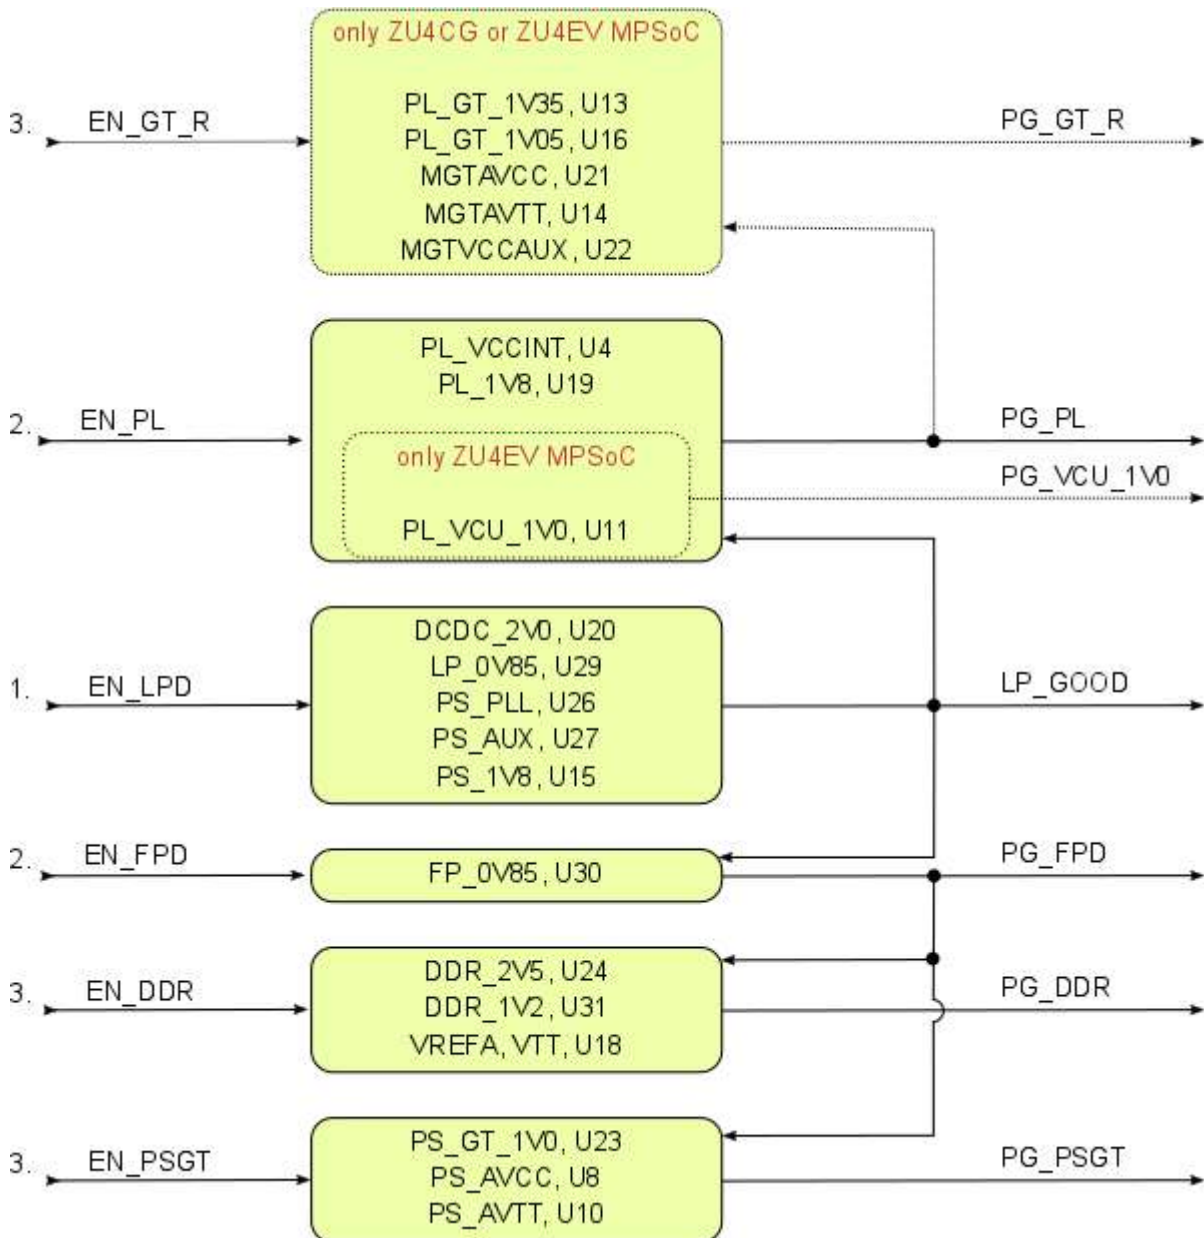 only ZU4CG or ZU4EV MPSoC
PL_GT_1V35, U13
3. EN_GT_R
PG_GT_R
PL_GT_1V05, U16
MGTAVCC, U21
MGTAVTT, U14
MGTVCCAUX, U22
PL_VCCINT, U4
PL_1V8, U19
2. EN_PL
PG_PL
only ZU4EV MPSoC
PG_VCU_1V0
PL_VCU_1V0, U11
DCDC_2V0, U20
LP_0V85, U29
1. EN_LPD
LP_GOOD
PS_PLL, U26
PS_AUX, U27
PS_1V8, U15
2. EN_FPD
PG_FPD
FP_0V85, U30
DDR_2V5, U24
3. EN_DDR
PG_DDR
DDR_1V2, U31
VREFA, VTT, U18
PS_GT_1V0, U23
3. EN_PSGT
PG_PSGT
PS_AVCC, U8
PS_AVTT, U10